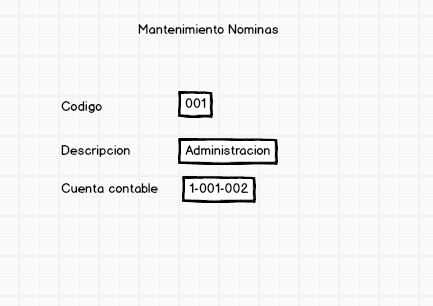 Mantenimiento Nominas
Codigo 001
Descripcion Administracion
Cuenta contable 1-001-002